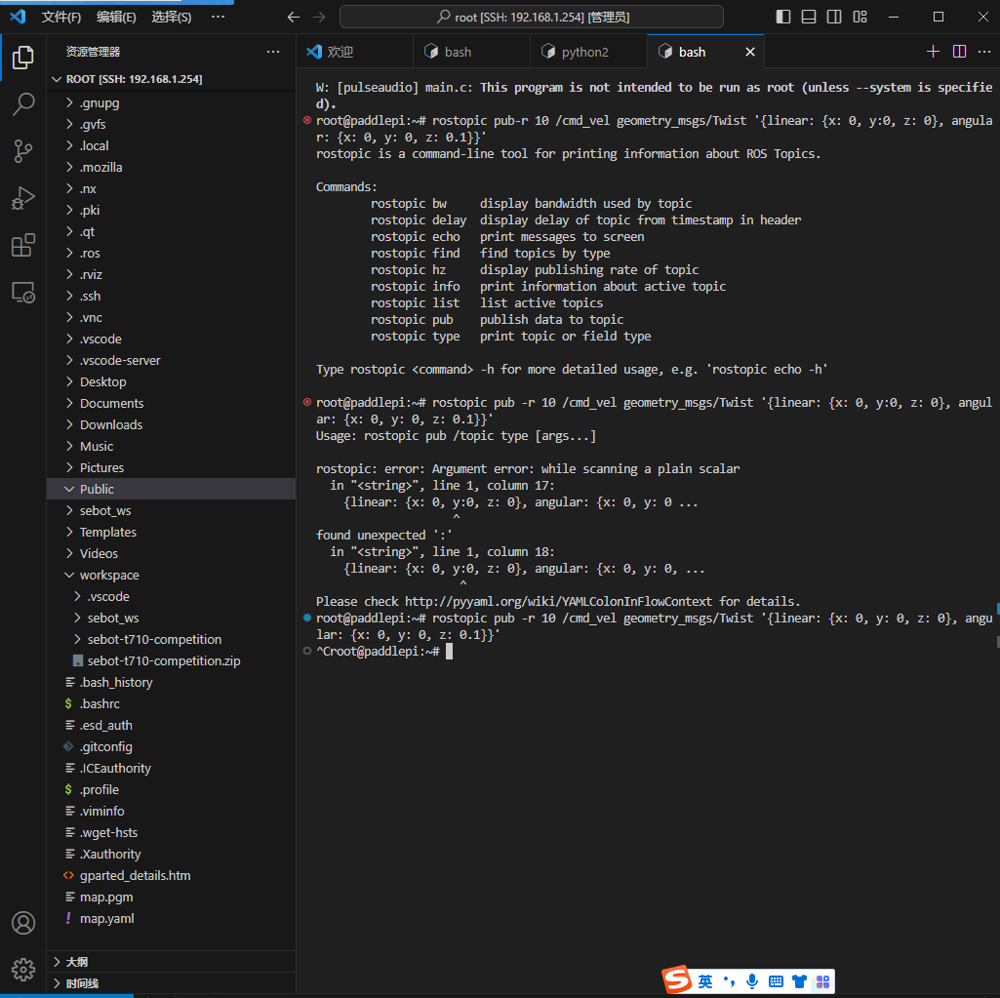 文件(F) 编辑(E) 选择(S) ··· root [SSH: 192.168.1.254] [管理员]
资源管理器 ···
ROOT [SSH: 192.168.1.254]
.gnupg
.gvfs
.local
.mozilla
.nx
.pki
.qt
.ros
.rviz
.ssh
.vnc
.vscode
.vscode-server
Desktop
Documents
Downloads
Music
Pictures
Public
sebot_ws
Templates
Videos
workspace
.vscode
sebot_ws
sebot-t710-competition
sebot-t710-competition.zip
.bash_history
$ .bashrc
.esd_auth
.gitconfig
.ICEauthority
$ .profile
.viminfo
.wget-hsts
.Xauthority
<> gparted_details.htm
map.pgm
! map.yaml
大纲
时间线
欢迎 bash python2 bash
W: [pulseaudio] main.c: This program is not intended to be run as root (unless --system is specifie
d).
root@paddlepi:~# rostopic pub-r 10 /cmd_vel geometry_msgs/Twist '{linear: {x: 0, y:0, z: 0}, angula
r: {x: 0, y: 0, z: 0.1}}'
rostopic is a command-line tool for printing information about ROS Topics.
Commands:
rostopic bw display bandwidth used by topic
rostopic delay display delay of topic from timestamp in header
rostopic echo print messages to screen
rostopic find find topics by type
rostopic hz display publishing rate of topic
rostopic info print information about active topic
rostopic list list active topics
rostopic pub publish data to topic
rostopic type print topic or field type
Type rostopic <command> -h for more detailed usage, e.g. 'rostopic echo -h'
root@paddlepi:~# rostopic pub -r 10 /cmd_vel geometry_msgs/Twist '{linear: {x: 0, y:0, z: 0}, angul
ar: {x: 0, y: 0, z: 0.1}}'
Usage: rostopic pub /topic type [args...]
rostopic: error: Argument error: while scanning a plain scalar
in "<string>", line 1, column 17:
{linear: {x: 0, y:0, z: 0}, angular: {x: 0, y: 0 ...
^
found unexpected ':'
in "<string>", line 1, column 18:
{linear: {x: 0, y:0, z: 0}, angular: {x: 0, y: 0, ...
^
Please check http://pyyaml.org/wiki/YAMLColonInFlowContext for details.
root@paddlepi:~# rostopic pub -r 10 /cmd_vel geometry_msgs/Twist '{linear: {x: 0, y: 0, z: 0}, angu
lar: {x: 0, y: 0, z: 0.1}}'
^Croot@paddlepi:~#
S 英